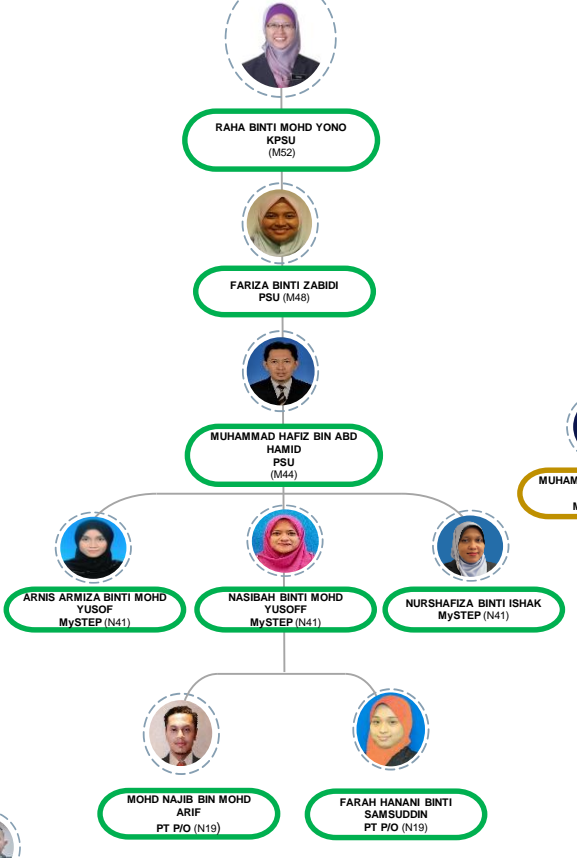 RAHA BINTI MOHD YONO
KPSU
(M52)
FARIZA BINTI ZABIDI
PSU (M48)
MUHAMMAD HAFIZ BIN ABD
HAMID
PSU
(M44)
ARNIS ARMIZA BINTI MOHD
YUSOF
MySTEP (N41)
NASIBAH BINTI MOHD
YUSOFF
MySTEP (N41)
NURSHAFIZA BINTI ISHAK
MySTEP (N41)
MOHD NAJIB BIN MOHD
ARIF
PT P/O (N19)
FARAH HANANI BINTI
SAMSUDDIN
PT P/O (N19)